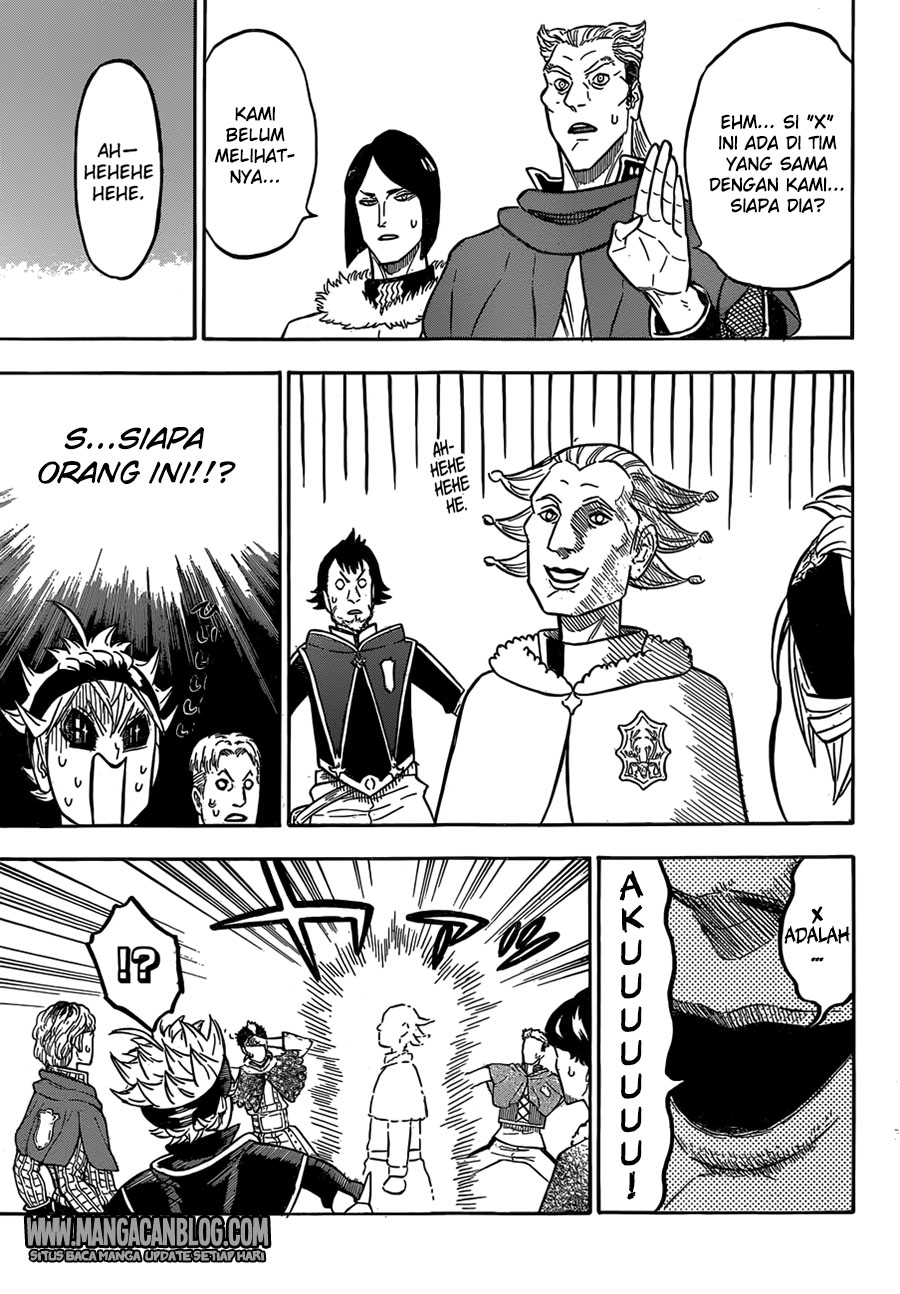 EHM... SI "X"
INI ADA DI TIM
YANG SAMA
DENGAN KAMI...
SIAPA DIA?
KAMI
BELUM
MELIHAT-
NYA...
AH-
HEHEHE
HEHE.
AH-
HEHE
HEHE
HE.
S...SIAPA
ORANG INI!!?
X
ADALAH
...
AKUUUUUUU!
!?
WWW.MANGACANBLOG.COM
SITUS BACA MANGA UPDATE SETIAP HARI